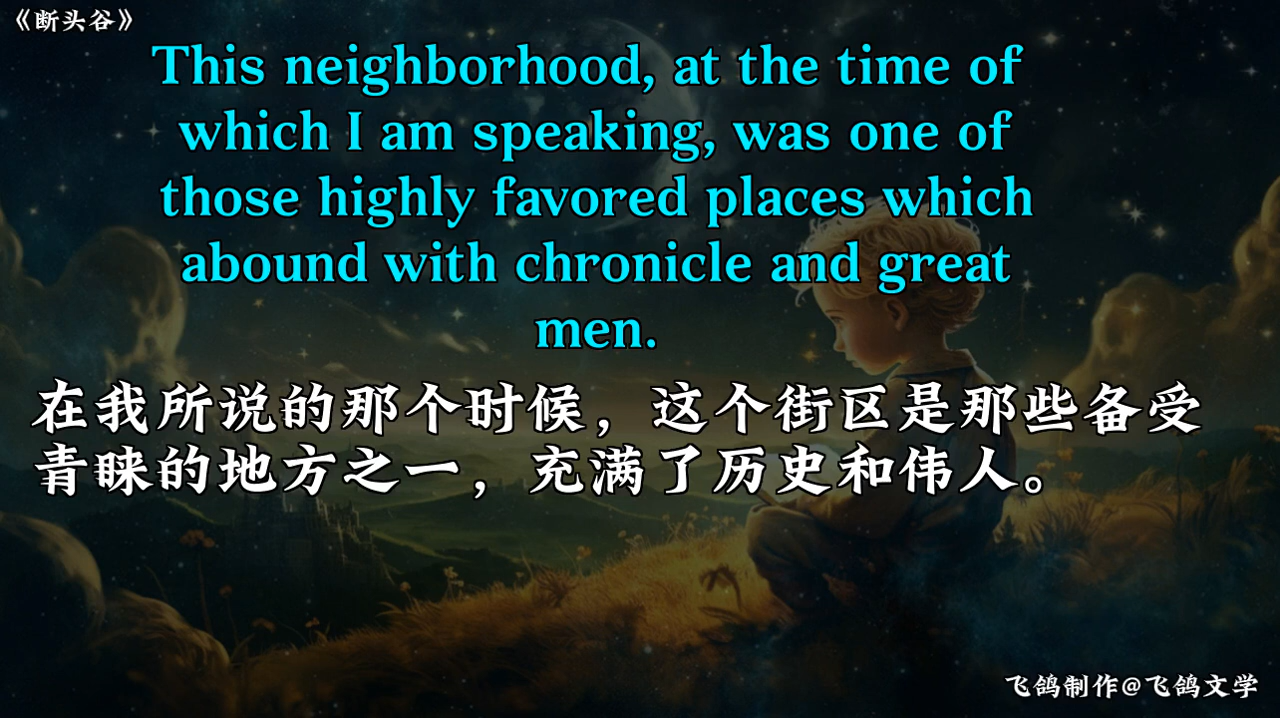 《断头谷》
This neighborhood, at the time of
which I am speaking, was one of
those highly favored places which
abound with chronicle and great
men.
在我所说的那个时候，这个街区是那些备受
青睐的地方之一，充满了历史和伟人。
飞鸽制作@飞鸽文学